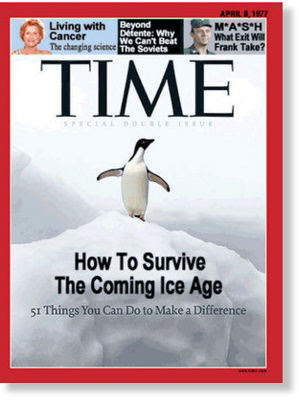 APRIL 8, 1977
Living with
Cancer
The changing science
Beyond
Détente: Why
We Can't Beat
The Soviets
M*A*S*H
What Exit Will
Frank Take?
TIME
SPECIAL DOUBLE ISSUE
How To Survive
The Coming Ice Age
51 Things You Can Do to Make a Difference